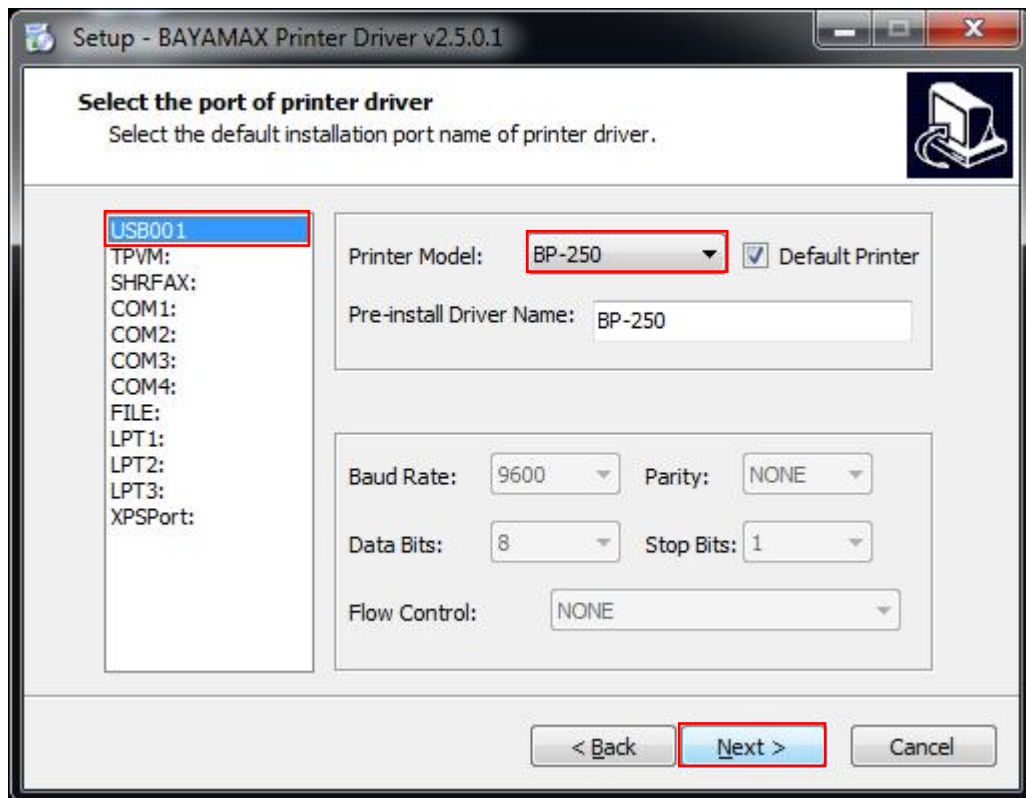 Setup - BAYAMAX Printer Driver v2.5.0.1
Select the port of printer driver
Select the default installation port name of printer driver.
USB001
TPVM:
SHRFAX:
COM1:
COM2:
COM3:
COM4:
FILE:
LPT1:
LPT2:
LPT3:
XPSPort:
Printer Model: BP-250 Default Printer
Pre-install Driver Name: BP-250
Baud Rate: 9600 Parity: NONE
Data Bits: 8 Stop Bits: 1
Flow Control: NONE
< Back Next > Cancel